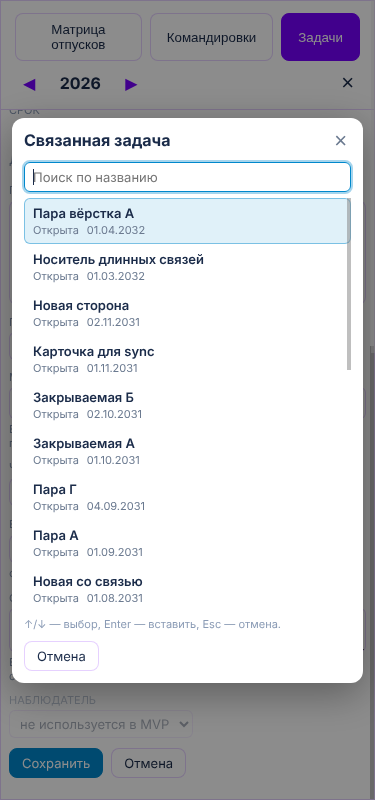 Матрица
отпусков
Командировки
Задачи
◀ 2026 ▶ ✕
СРОК
Связанная задача ✕
Поиск по названию
Пара вёрстка А
Открыта 01.04.2032
Носитель длинных связей
Открыта 01.03.2032
Новая сторона
Открыта 02.11.2031
Карточка для sync
Открыта 01.11.2031
Закрываемая Б
Открыта 02.10.2031
Закрываемая А
Открыта 01.10.2031
Пара Г
Открыта 04.09.2031
Пара А
Открыта 01.09.2031
Новая со связью
Открыта 01.08.2031
↑/↓ — выбор, Enter — вставить, Esc — отмена.
Отмена
НАБЛЮДАТЕЛЬ
не используется в MVP
Сохранить Отмена